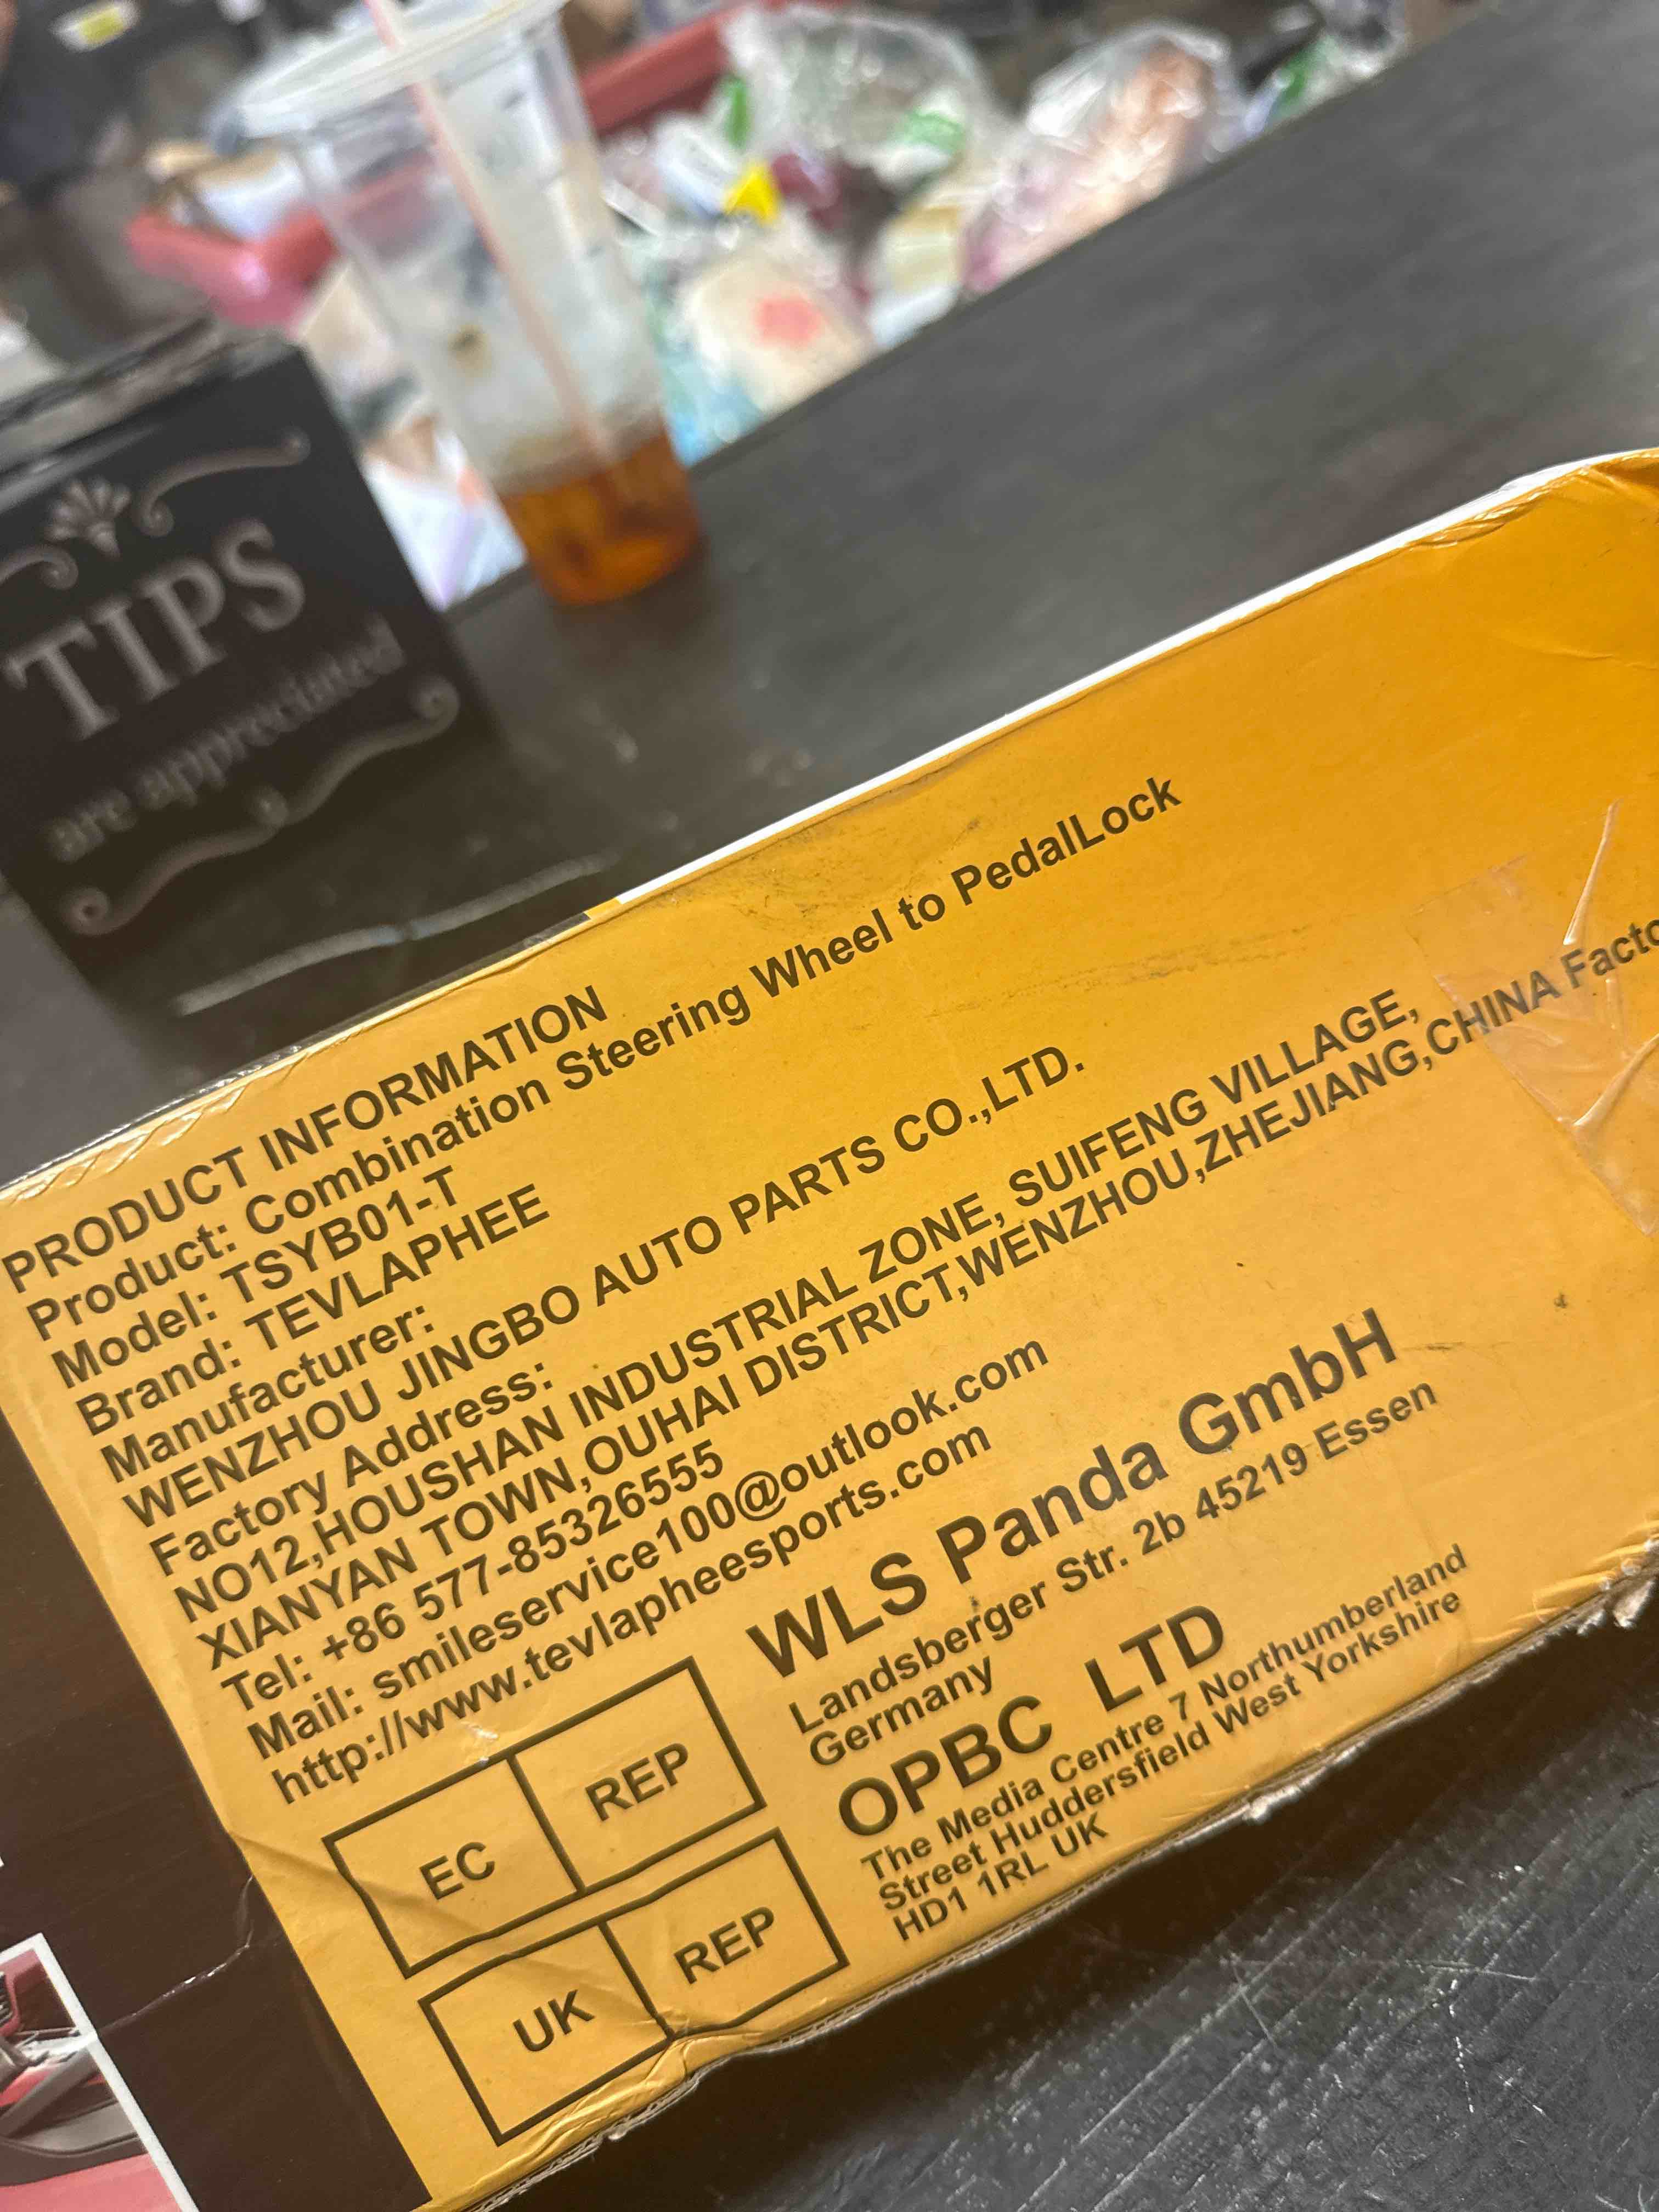 TIPS
are appreciated
PRODUCT INFORMATION
Product: Combination Steering Wheel to PedalLock
Model: TSYB01-T
Brand: TEVLAPHEE
Manufacturer:
WENZHOU JINGBO AUTO PARTS CO.,LTD.
Factory Address:
NO12,HOUSHAN INDUSTRIAL ZONE, SUIFENG VILLAGE,
XIANYAN TOWN,OUHAI DISTRICT,WENZHOU,ZHEJIANG,CHINA Facto
Tel: +86 577-85326555
Mail: smileservice100@outlook.com
http://www.tevlapheesports.com
EC REP
WLS Panda GmbH
Landsberger Str. 2b 45219 Essen
Germany
UK REP
OPBC LTD
The Media Centre 7 Northumberland
Street Huddersfield West Yorkshire
HD1 1RL UK